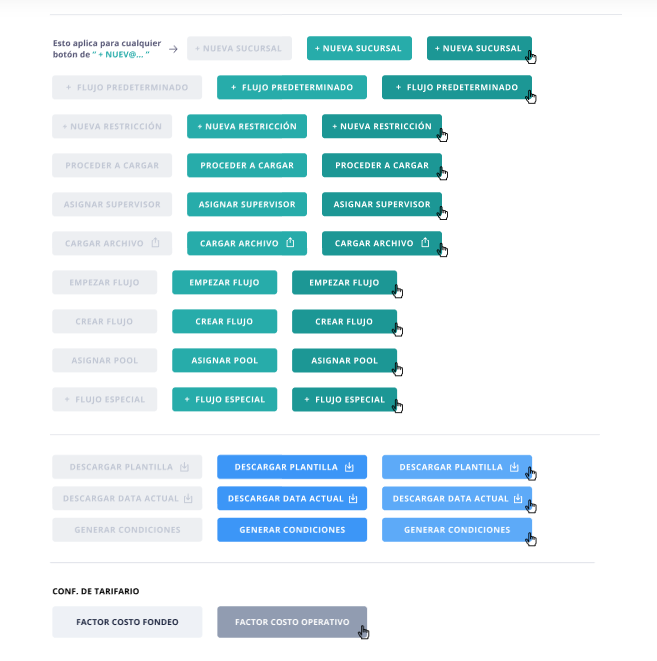 Esto aplica para cualquier
botón de " + NUEV@... "
+ NUEVA SUCURSAL + NUEVA SUCURSAL + NUEVA SUCURSAL
+ FLUJO PREDETERMINADO + FLUJO PREDETERMINADO + FLUJO PREDETERMINADO
+ NUEVA RESTRICCIÓN + NUEVA RESTRICCIÓN + NUEVA RESTRICCIÓN
PROCEDER A CARGAR PROCEDER A CARGAR PROCEDER A CARGAR
ASIGNAR SUPERVISOR ASIGNAR SUPERVISOR ASIGNAR SUPERVISOR
CARGAR ARCHIVO CARGAR ARCHIVO CARGAR ARCHIVO
EMPEZAR FLUJO EMPEZAR FLUJO EMPEZAR FLUJO
CREAR FLUJO CREAR FLUJO CREAR FLUJO
ASIGNAR POOL ASIGNAR POOL ASIGNAR POOL
+ FLUJO ESPECIAL + FLUJO ESPECIAL + FLUJO ESPECIAL
DESCARGAR PLANTILLA DESCARGAR PLANTILLA DESCARGAR PLANTILLA
DESCARGAR DATA ACTUAL DESCARGAR DATA ACTUAL DESCARGAR DATA ACTUAL
GENERAR CONDICIONES GENERAR CONDICIONES GENERAR CONDICIONES
CONF. DE TARIFARIO
FACTOR COSTO FONDEO FACTOR COSTO OPERATIVO